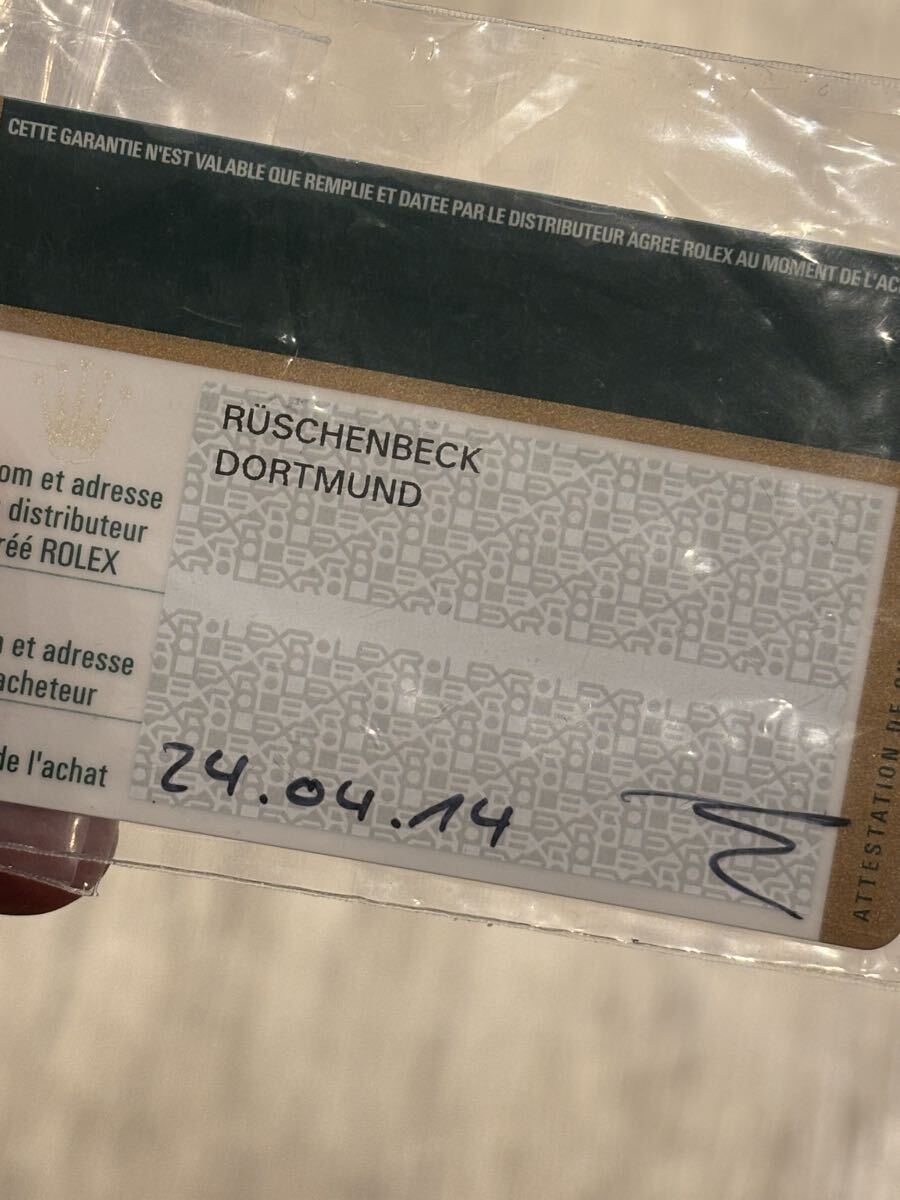 CETTE GARANTIE N'EST VALABLE QUE REMPLIE ET DATEE PAR LE DISTRIBUTEUR AGREE ROLEX AU MOMENT DE L'AC
RÜSCHENBECK
DORTMUND
om et adresse
distributeur
réé ROLEX
et adresse
acheteur
de l'achat
24.04.14
ATTESTATION DE